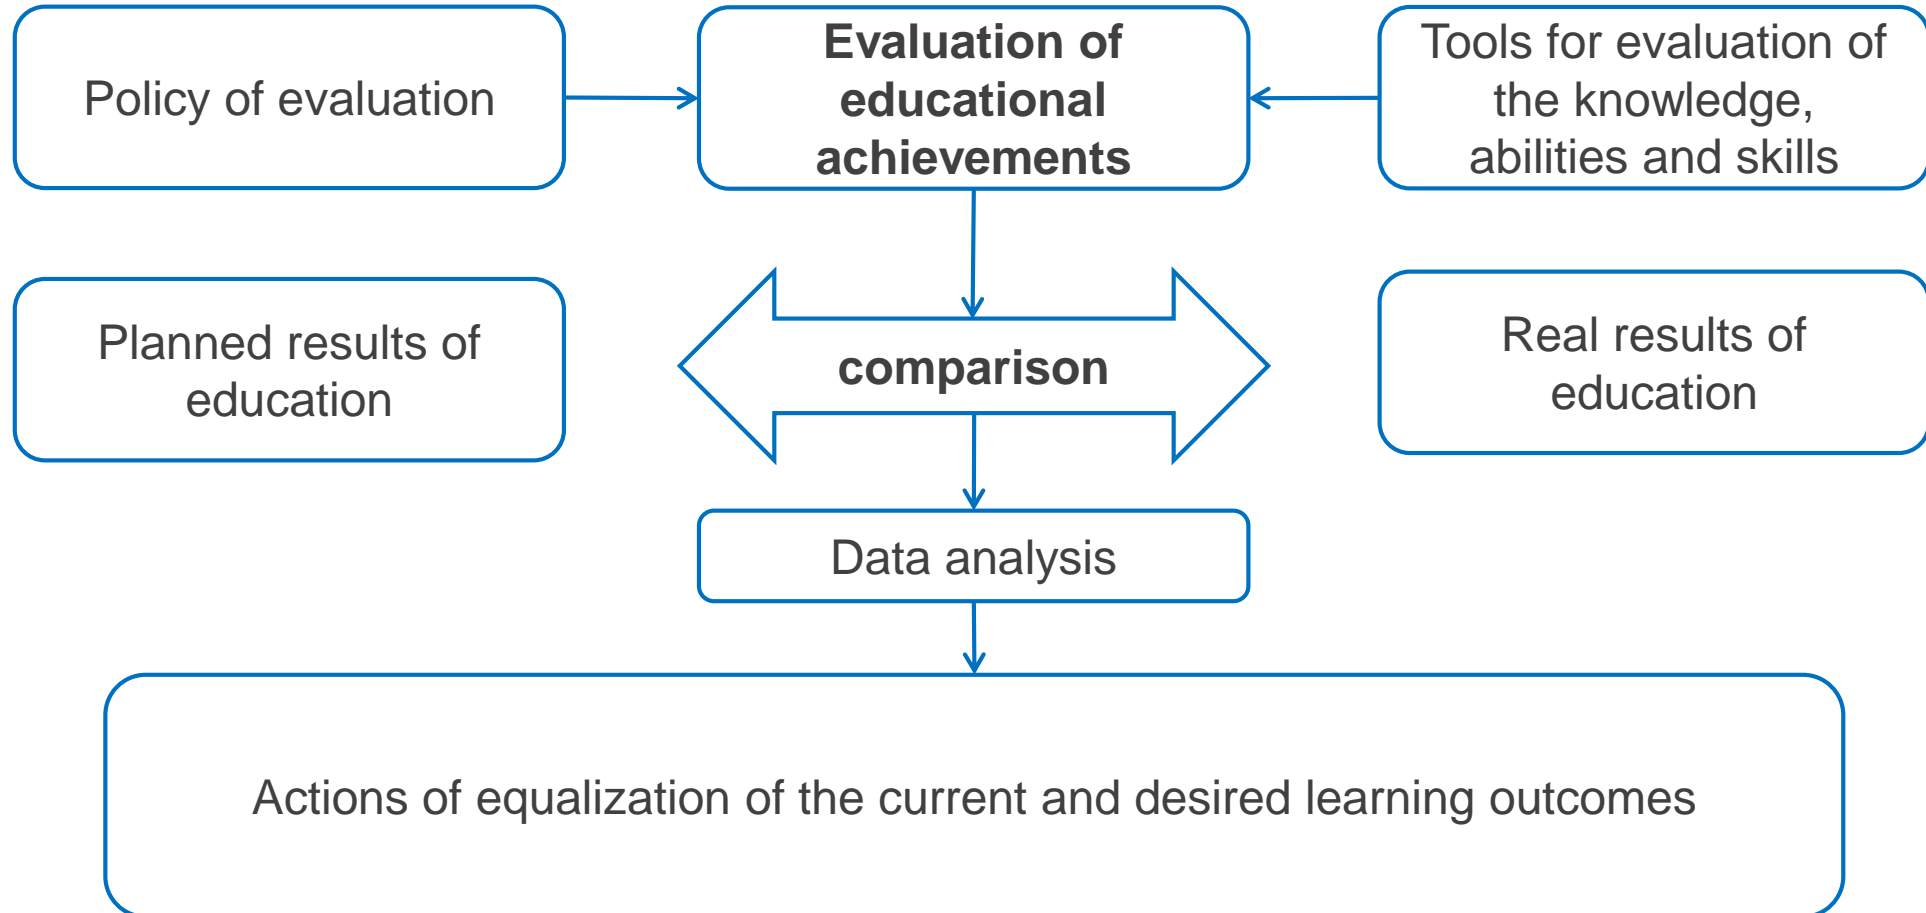 Policy of evaluation
Evaluation of
educational
achievements
Tools for evaluation of
the knowledge,
abilities and skills
Planned results of
education
comparison
Real results of
education
Data analysis
Actions of equalization of the current and desired learning outcomes